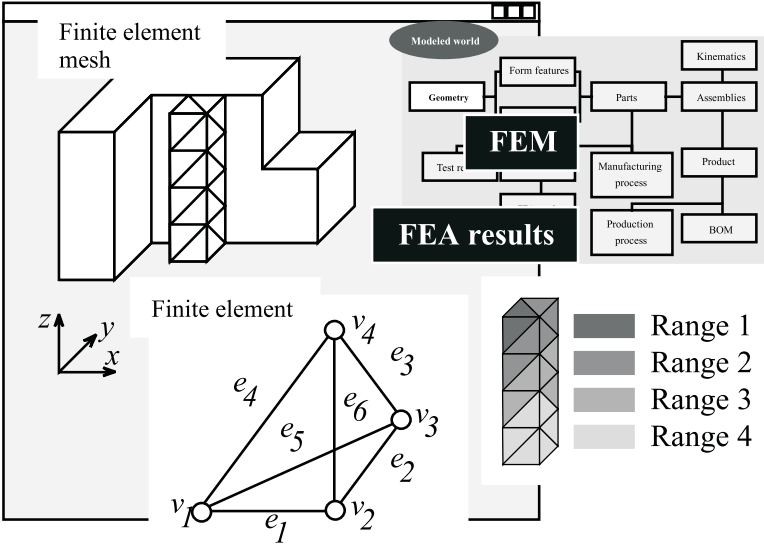 Finite element
mesh
Modeled world
Kinematics
Form features
Geometry
Parts
Assemblies
FEM
Test
Manufacturing
process
Product
FEA results
Production
process
BOM
z
y
x
Finite element
v4
e3
e4
e6
e5
v3
e2
v1
e1
v2
Range 1
Range 2
Range 3
Range 4